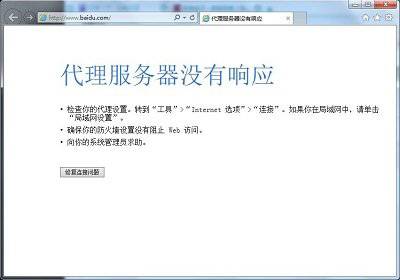 http://www.baidu.com/
代理服务器没有响应
代理服务器没有响应
• 检查你的代理设置。转到“工具”>“Internet 选项”>“连接”。如果你在局域网中，请单击
“局域网设置”。
• 确保你的防火墙设置没有阻止 Web 访问。
• 向你的系统管理员求助。
修复连接问题